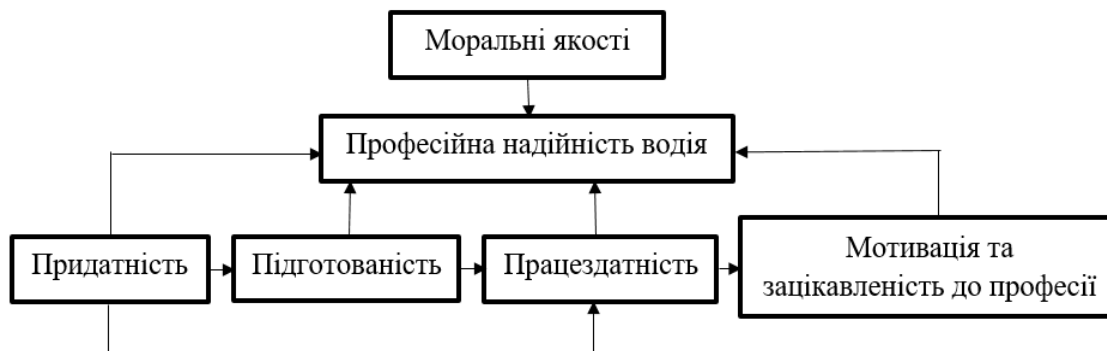 Моральні якості
Професійна надійність водія
Придатність
Підготованість
Працездатність
Мотивація та
зацікавленість до професії